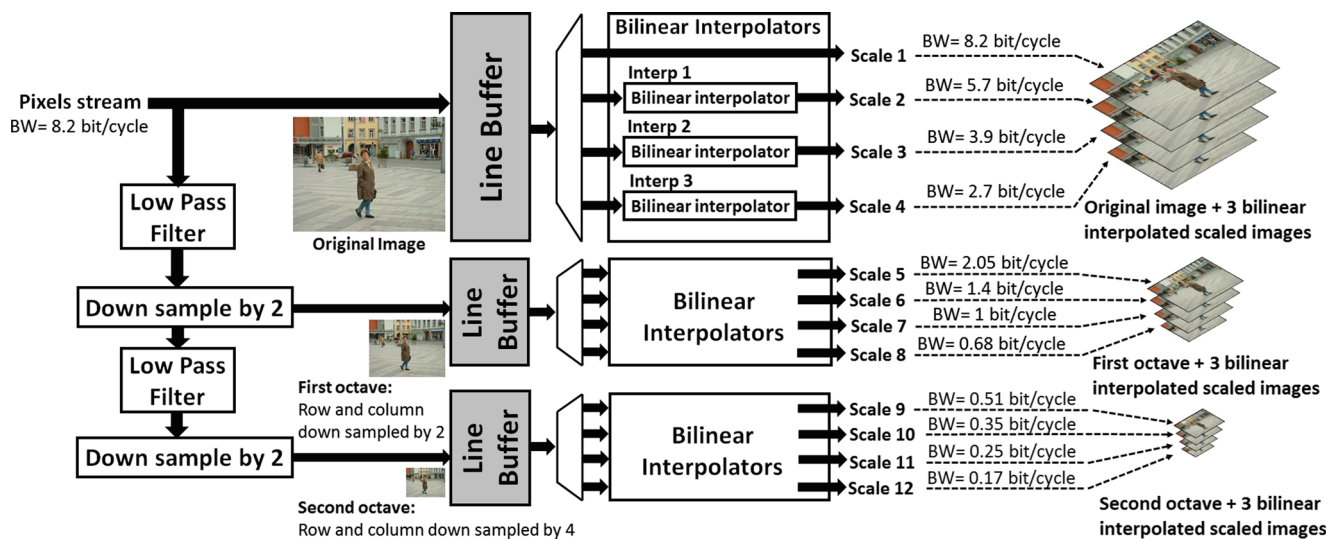 Pixels stream
BW= 8.2 bit/cycle
Low Pass
Filter
Down sample by 2
Low Pass
Filter
Down sample by 2
Original Image
Line Buffer
Bilinear Interpolators
Interp 1
Bilinear interpolator
Interp 2
Bilinear interpolator
Interp 3
Bilinear interpolator
Scale 1
Scale 2
Scale 3
Scale 4
BW= 8.2 bit/cycle
BW= 5.7 bit/cycle
BW= 3.9 bit/cycle
BW= 2.7 bit/cycle
Original image + 3 bilinear
interpolated scaled images
First octave:
Row and column
down sampled by 2
Line
Buffer
Bilinear
Interpolators
Scale 5
Scale 6
Scale 7
Scale 8
BW= 2.05 bit/cycle
BW= 1.4 bit/cycle
BW= 1 bit/cycle
BW= 0.68 bit/cycle
First octave + 3 bilinear
interpolated scaled images
Second octave:
Row and column down sampled by 4
Line
Buffer
Bilinear
Interpolators
Scale 9
Scale 10
Scale 11
Scale 12
BW= 0.51 bit/cycle
BW= 0.35 bit/cycle
BW= 0.25 bit/cycle
BW= 0.17 bit/cycle
Second octave + 3 bilinear
interpolated scaled images